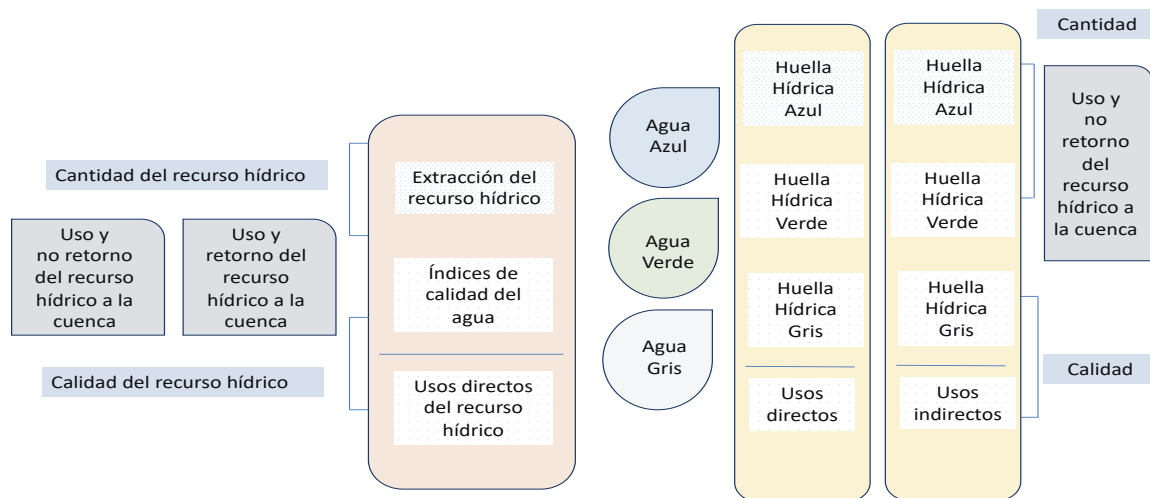 Cantidad del recurso hídrico
Uso y
no retorno
del recurso
hídrico a la
cuenca
Uso y
retorno del
recurso
hídrico a la
cuenca
Calidad del recurso hídrico
Extracción del
recurso hídrico
Índices de
calidad del
agua
Usos directos
del recurso
hídrico
Agua
Azul
Agua
Verde
Agua
Gris
Huella
Hídrica
Azul
Huella
Hídrica
Verde
Huella
Hídrica
Gris
Usos
directos
Huella
Hídrica
Azul
Huella
Hídrica
Verde
Huella
Hídrica
Gris
Usos
indirectos
Cantidad
Uso y
no
retorno
del
recurso
hídrico a
la cuenca
Calidad